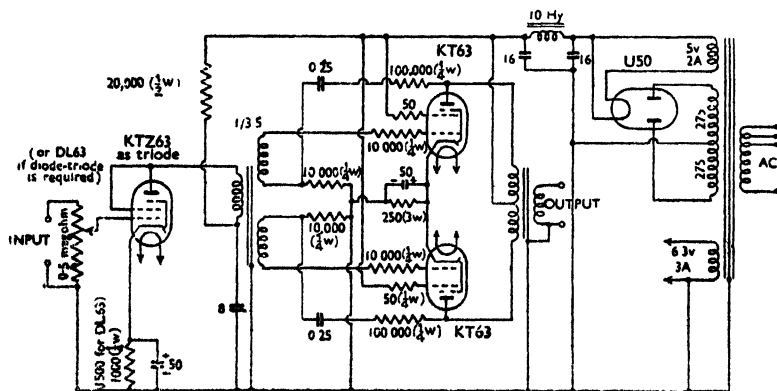 10 Hy
KT63
16
16
U50
5v
2A
0 25
100,000(¼w)
20,000 (½w)
50
275
275
AC
1/3 5
(or DL63
if diode-triode
is required)
KTZ63
as triode
10 000(¼w)
10,000(¼w)
50
250(3w)
OUTPUT
10,000
(¼w)
INPUT
0·5 megohm
10 000(¼w)
6 3v
3A
50(¼w)
8
KT63
0 25
100 000(¼w)
1000(½w)
50